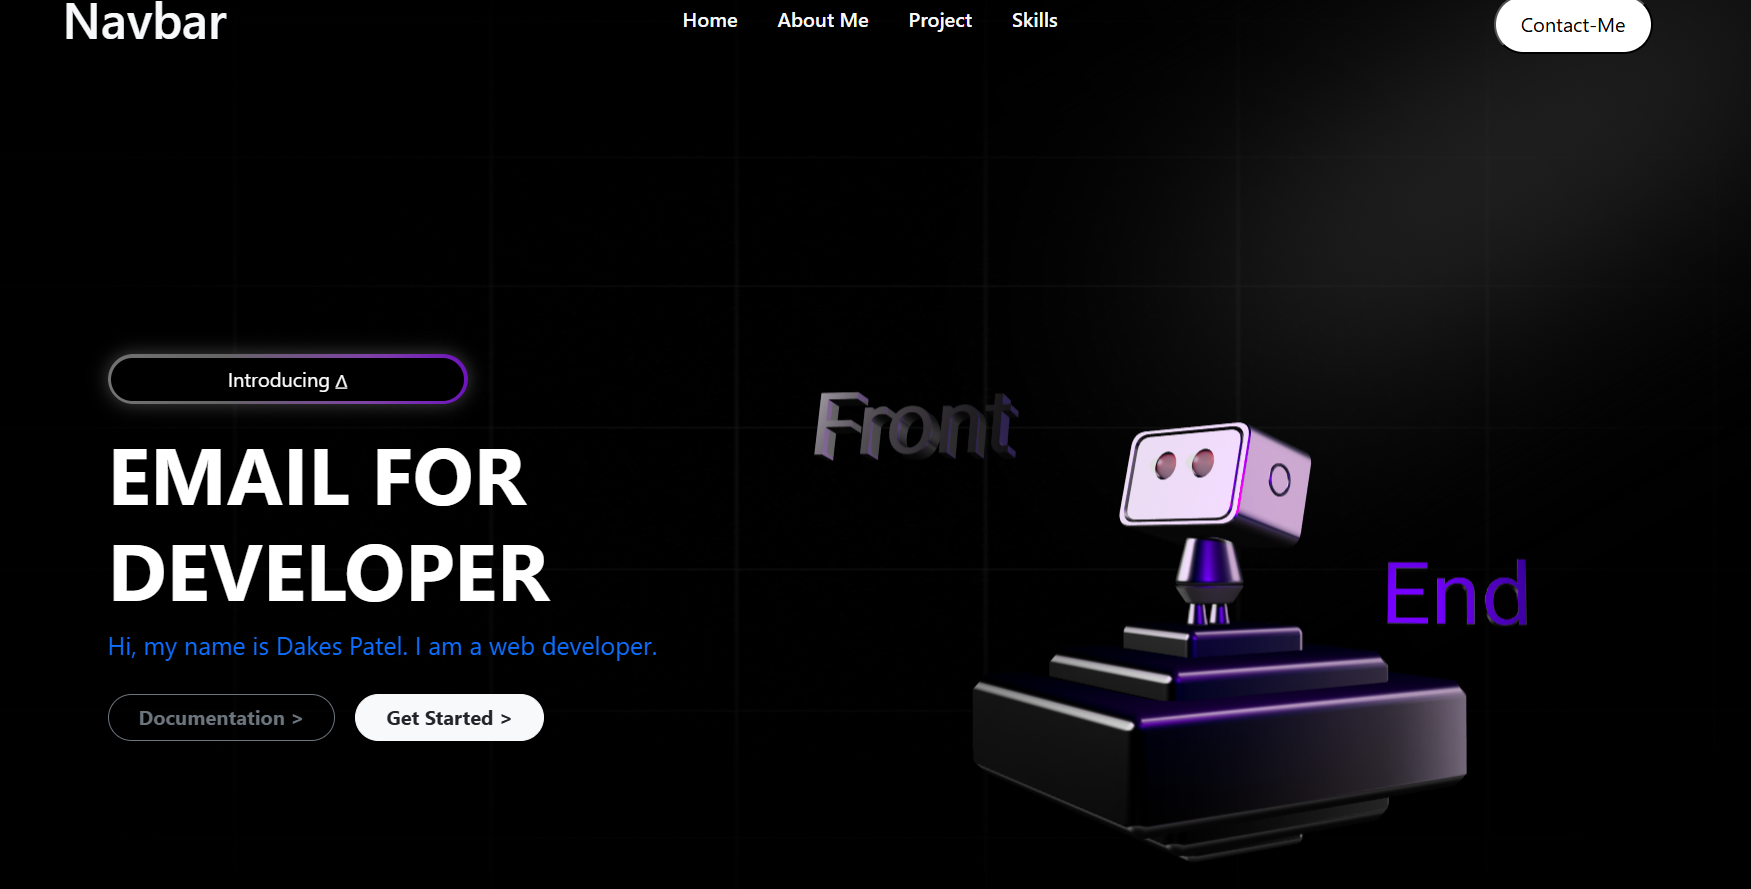 Navbar
Home About Me Project Skills
Contact-Me
Introducing Δ
EMAIL FOR
DEVELOPER
Hi, my name is Dakes Patel. I am a web developer.
Documentation >
Get Started >
Front
End